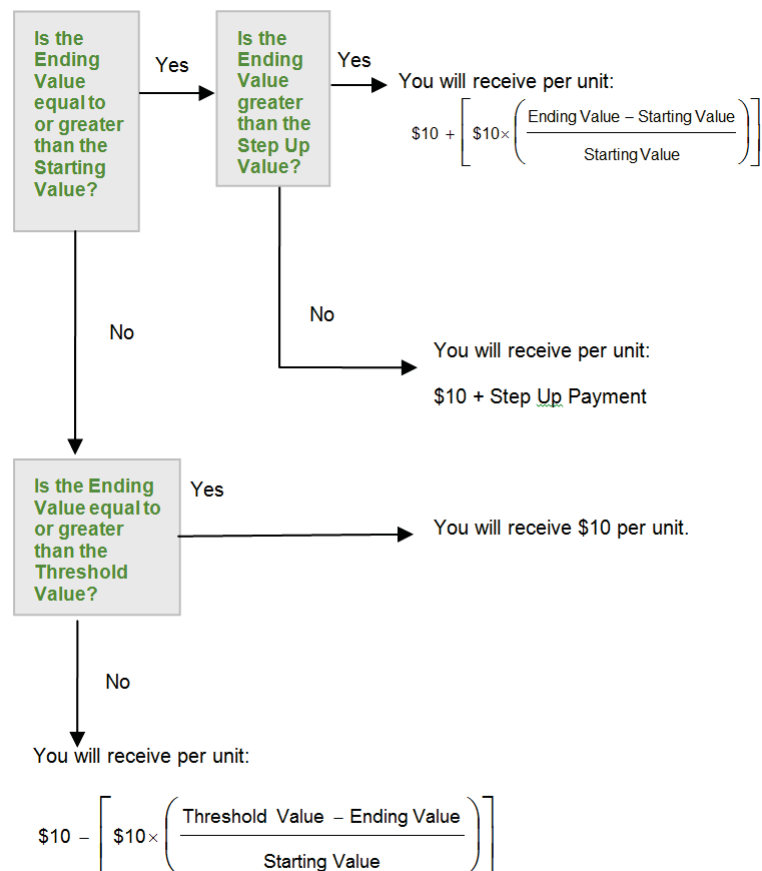 Is the
Ending
Value
equal to
or greater
than the
Starting
Value?
Yes
Is the
Ending
Value
greater
than the
Step Up
Value?
Yes
You will receive per unit:
$10 + [ $10× ( Ending Value – Starting Value
Starting Value ) ]
No
No
You will receive per unit:
$10 + Step Up Payment
Is the Ending
Value equal to
or greater
than the
Threshold
Value?
Yes
You will receive $10 per unit.
No
You will receive per unit:
$10 – [ $10× ( Threshold Value – Ending Value
Starting Value ) ]